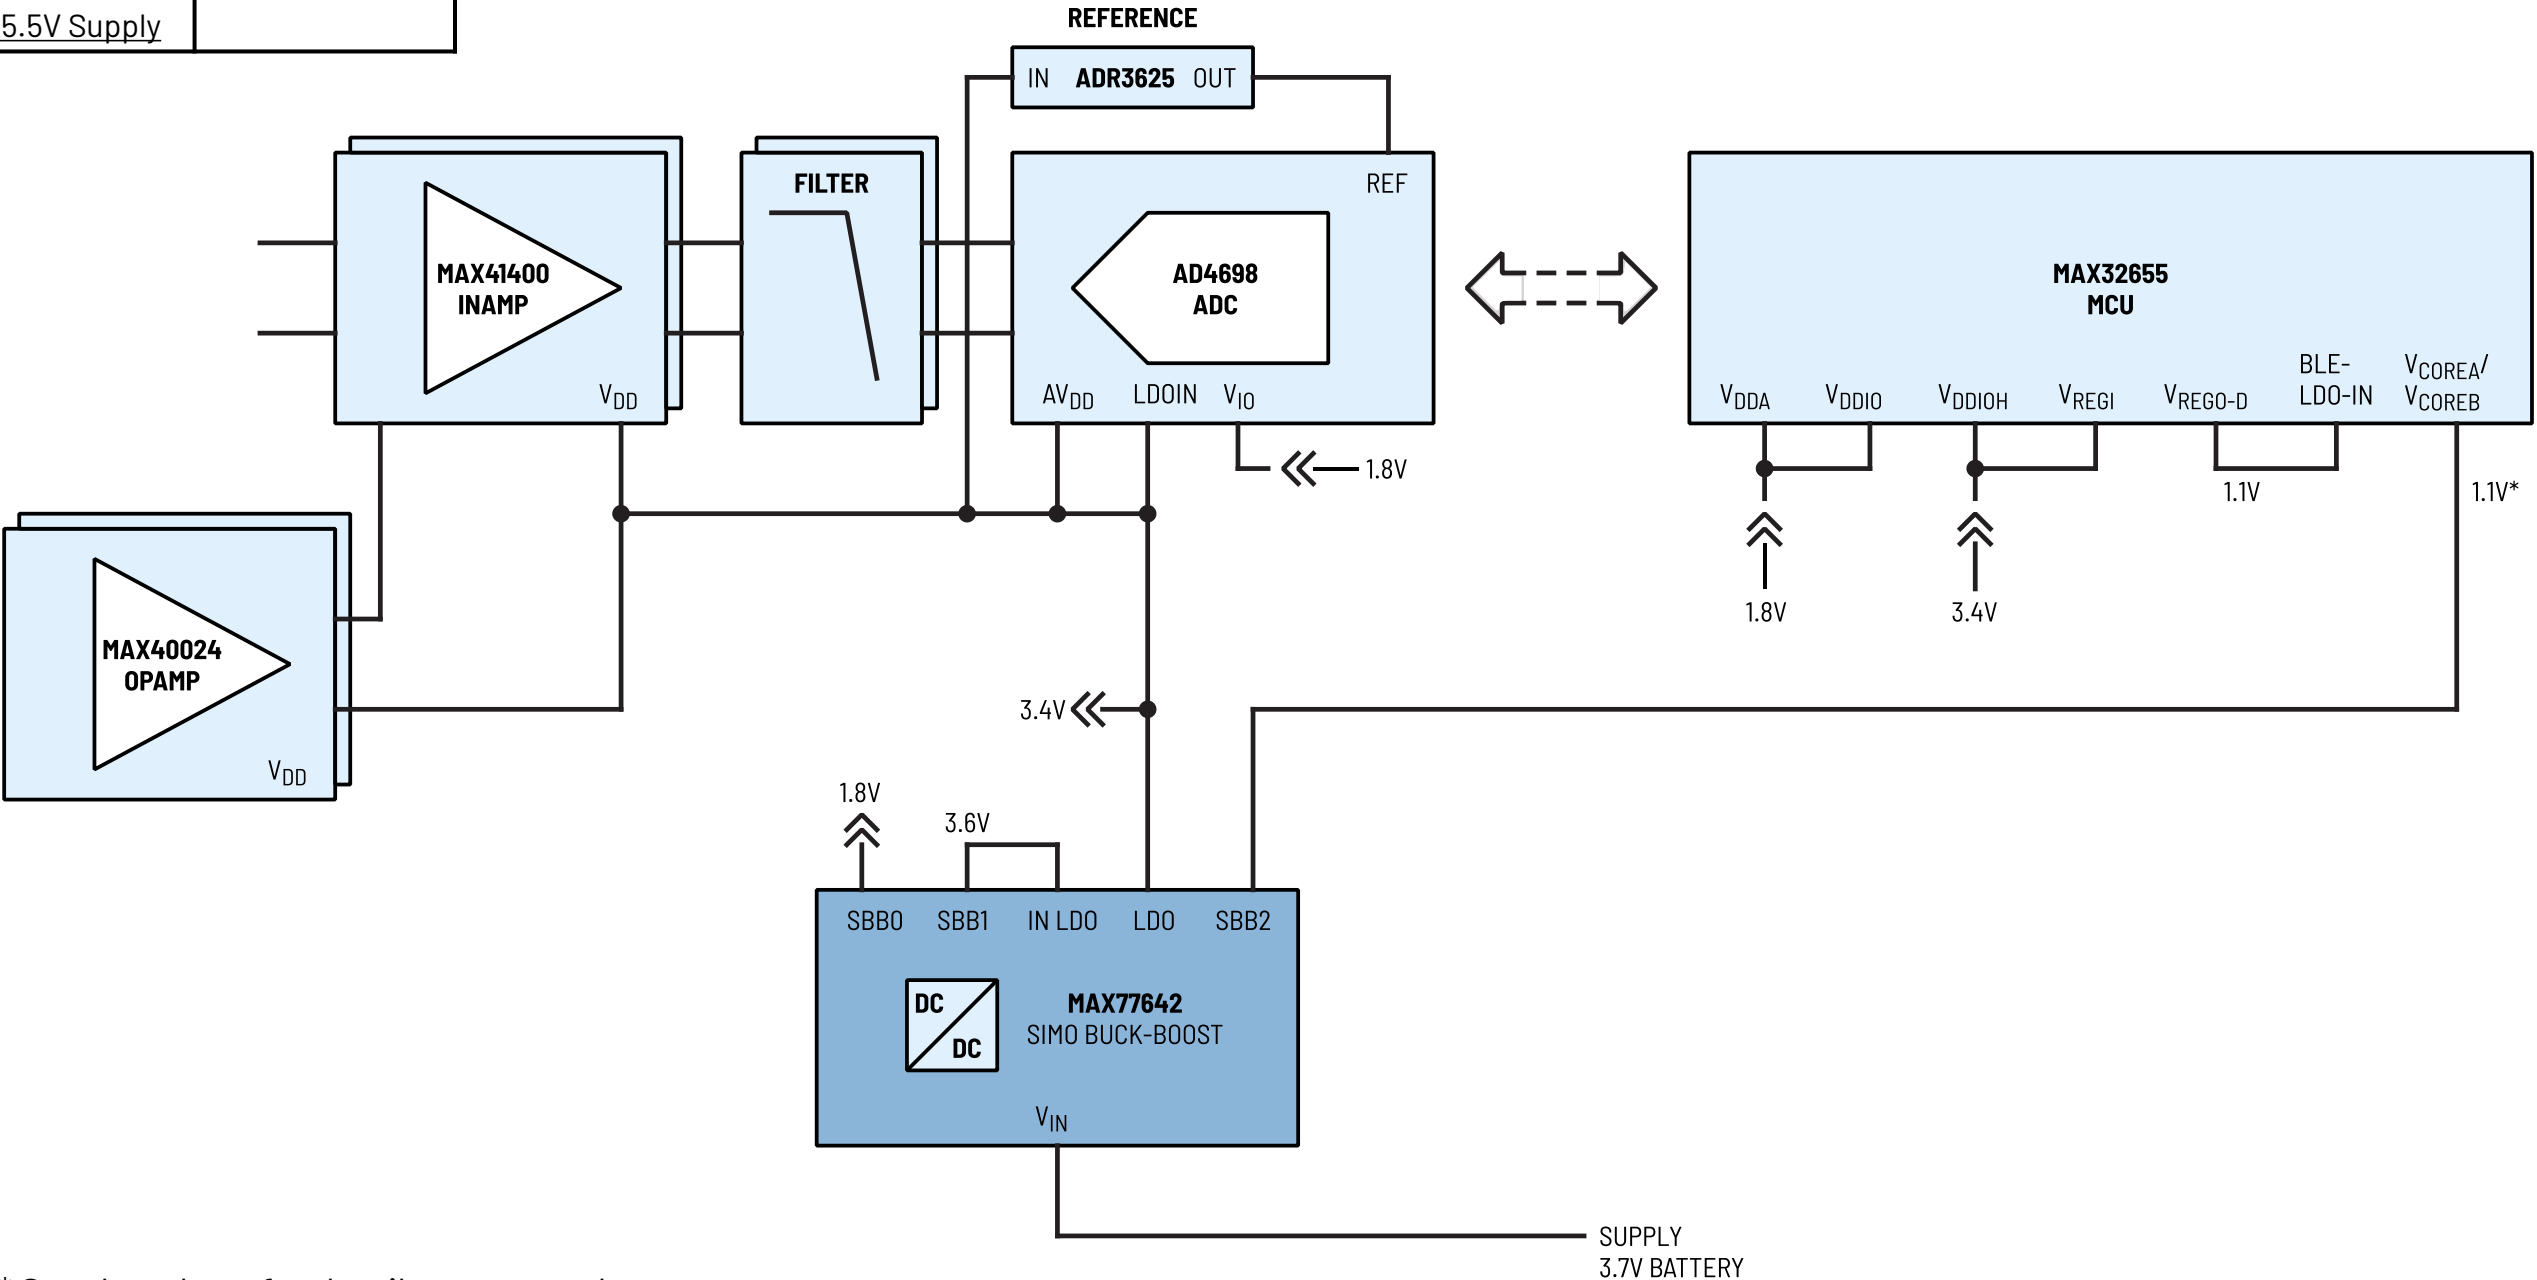 5.5V Supply
REFERENCE
IN ADR3625 OUT
FILTER
REF
MAX41400
INAMP
AD4698
ADC
MAX32655
MCU
VDD
AVDD LDOIN VIO
BLE-
LDO-IN
VCOREA/
VCOREB
VDDA VDDIO VDDIOH VREGI VREGO-D
1.8V
1.1V
1.1V*
1.8V
3.4V
MAX40024
OPAMP
VDD
3.4V
1.8V
3.6V
SBB0 SBB1 IN LDO LDO SBB2
DC
DC
MAX77642
SIMO BUCK-BOOST
VIN
SUPPLY
3.7V BATTERY